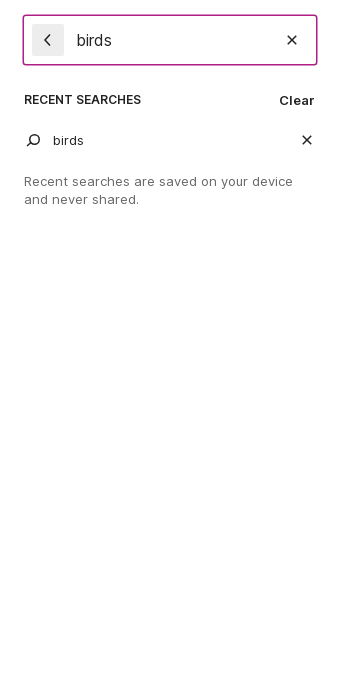 birds
RECENT SEARCHES
Clear
birds
Recent searches are saved on your device
and never shared.